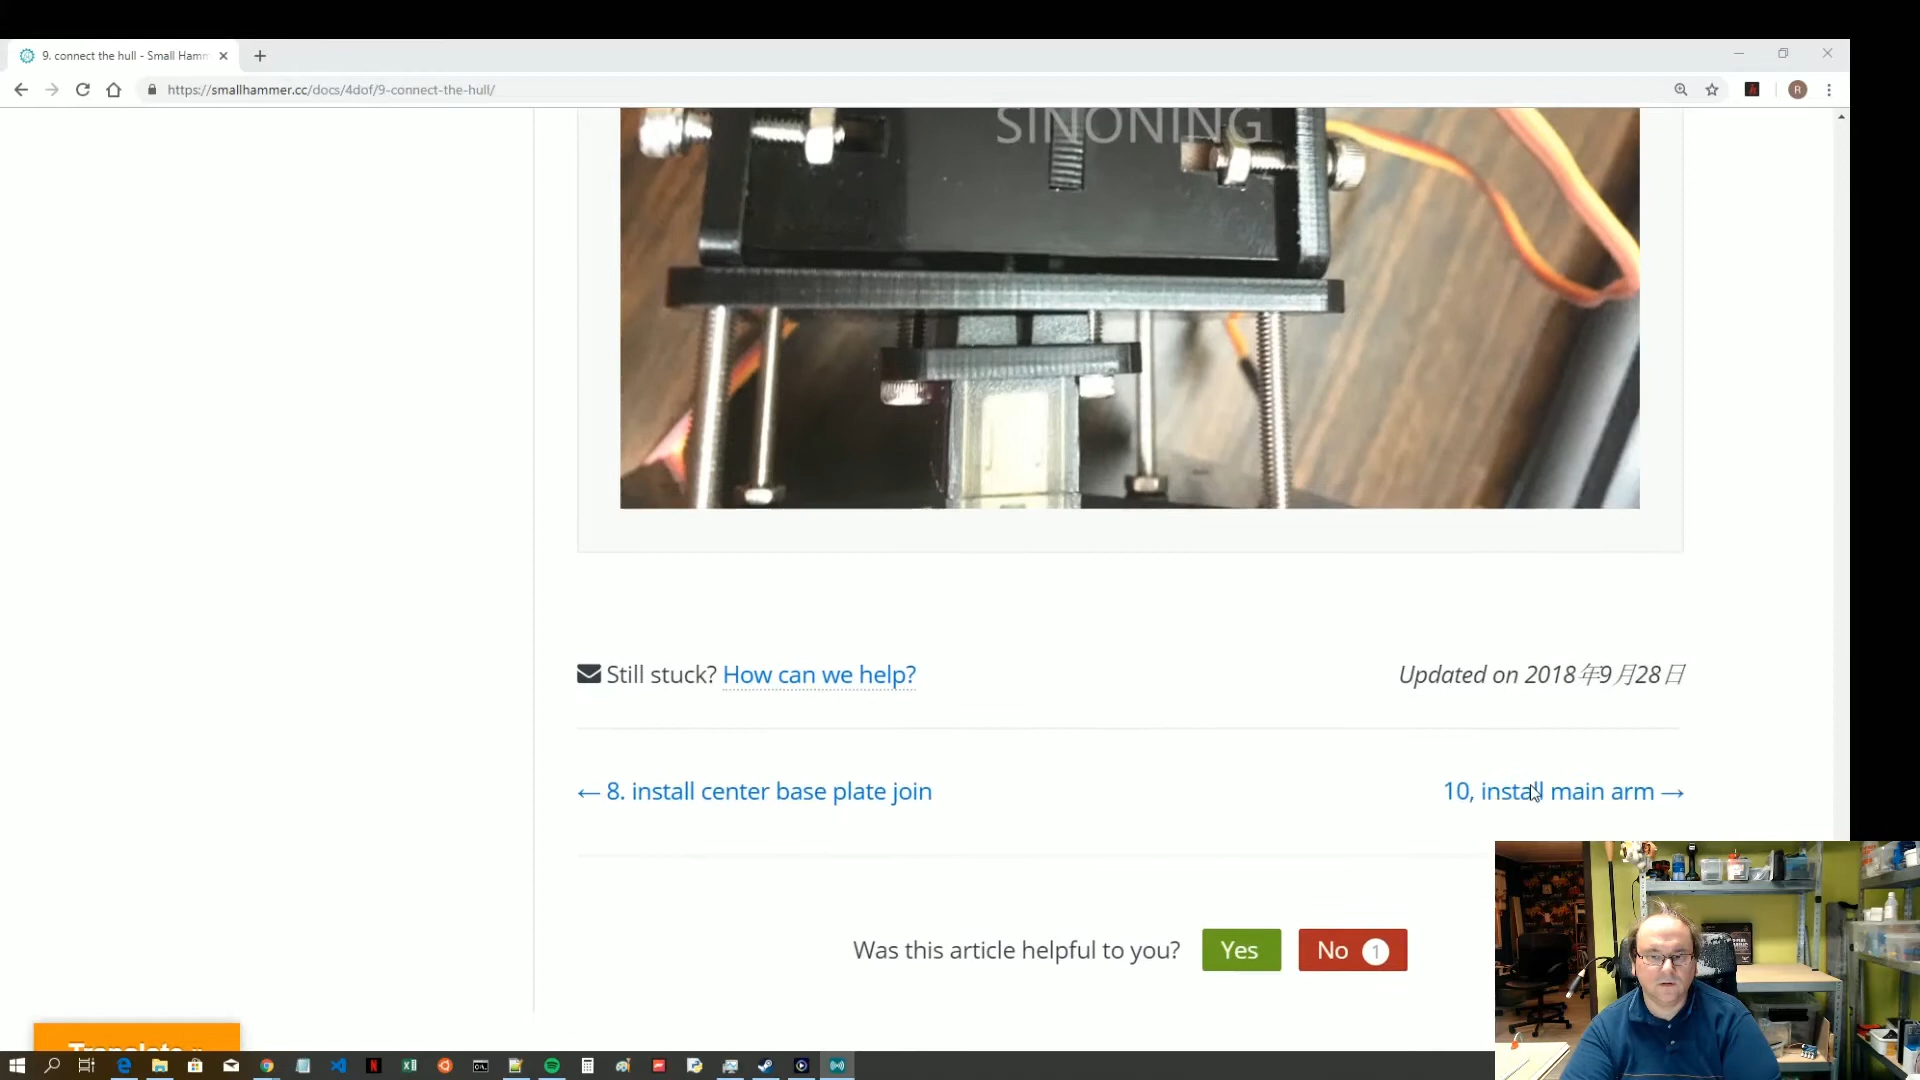 9. connect the hull - Small Hamm
https://smallhammer.cc/docs/4dof/9-connect-the-hull/
R
SINONING
Still stuck? How can we help?
Updated on 2018年9月28日
← 8. install center base plate join
10, install main arm →
Was this article helpful to you? Yes No 1